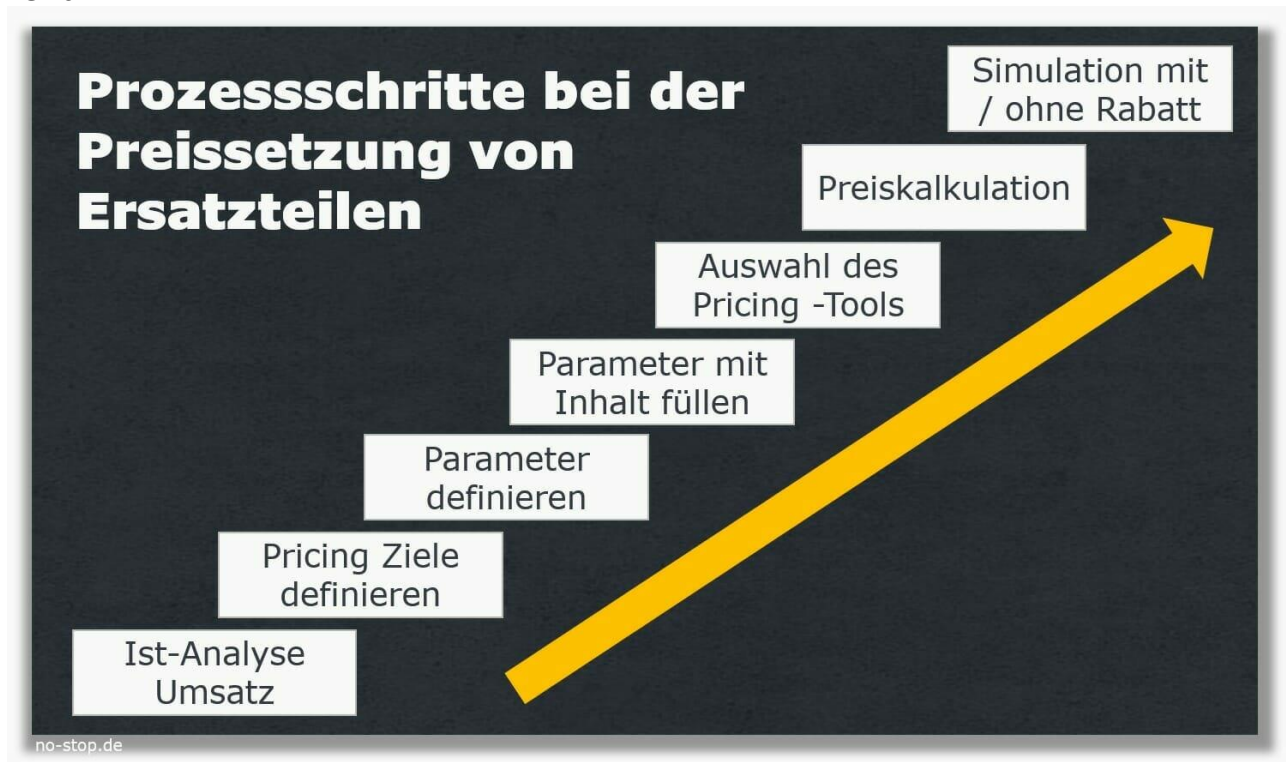 Prozessschritte bei der
Preissetzung von
Ersatzteilen
Simulation mit
/ ohne Rabatt
Preiskalkulation
Auswahl des
Pricing -Tools
Parameter mit
Inhalt füllen
Parameter
definieren
Pricing Ziele
definieren
Ist-Analyse
Umsatz
no-stop.de